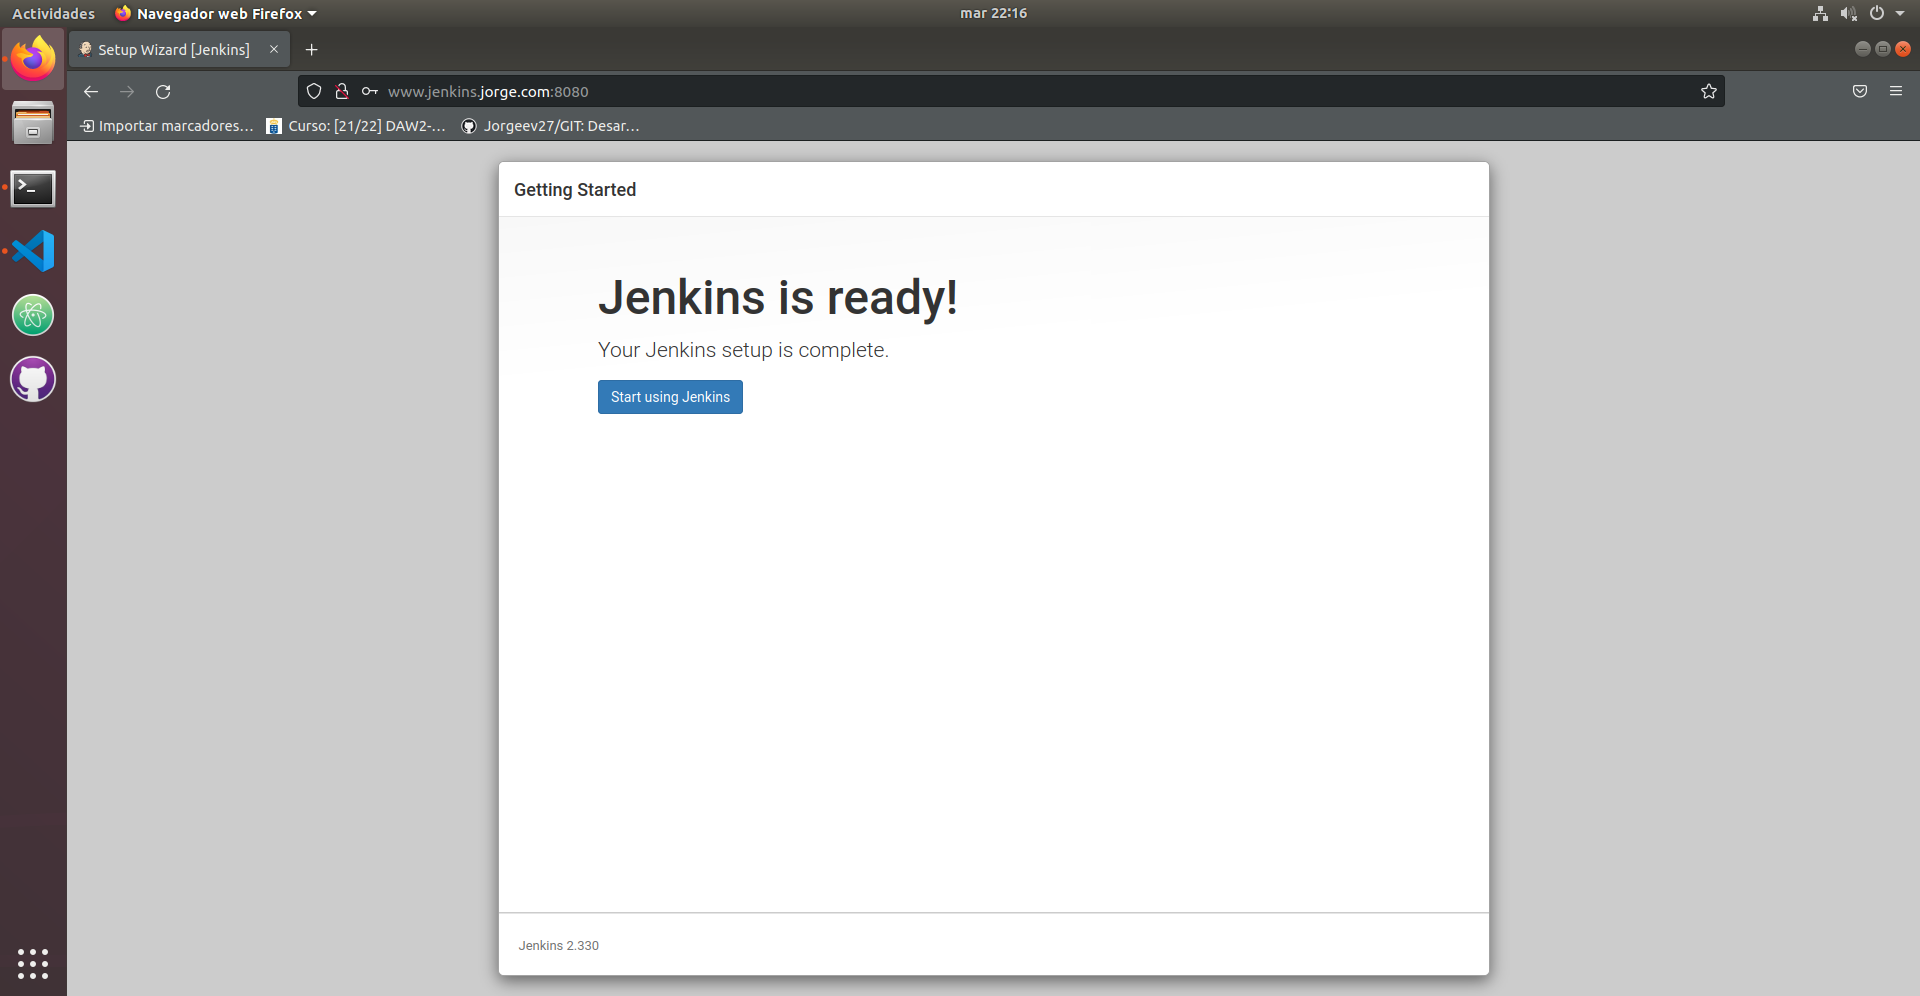 Actividades
Navegador web Firefox
mar 22:16
Setup Wizard [Jenkins]
www.jenkins.jorge.com:8080
Importar marcadores...
Curso: [21/22] DAW2-...
Jorgeev27/GIT: Desar...
Getting Started
Jenkins is ready!
Your Jenkins setup is complete.
Start using Jenkins
Jenkins 2.330